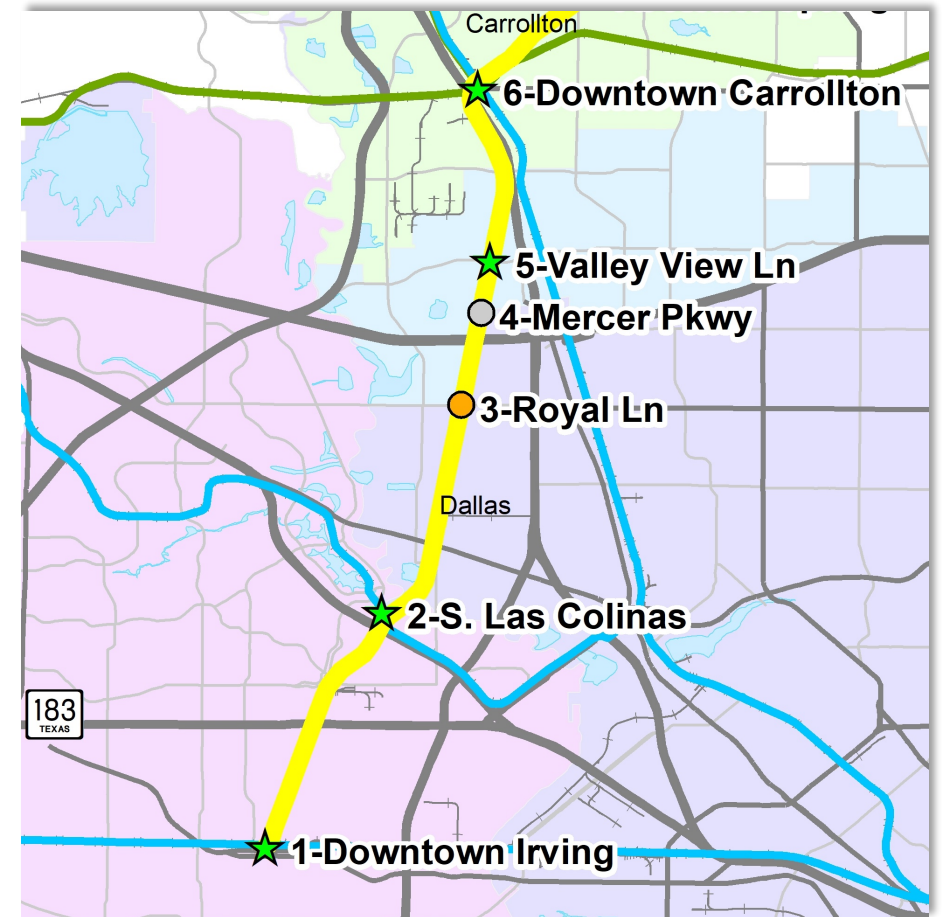 Carrollton
6-Downtown Carrollton
5-Valley View Ln
4-Mercer Pkwy
3-Royal Ln
Dallas
2-S. Las Colinas
183
TEXAS
1-Downtown Irving